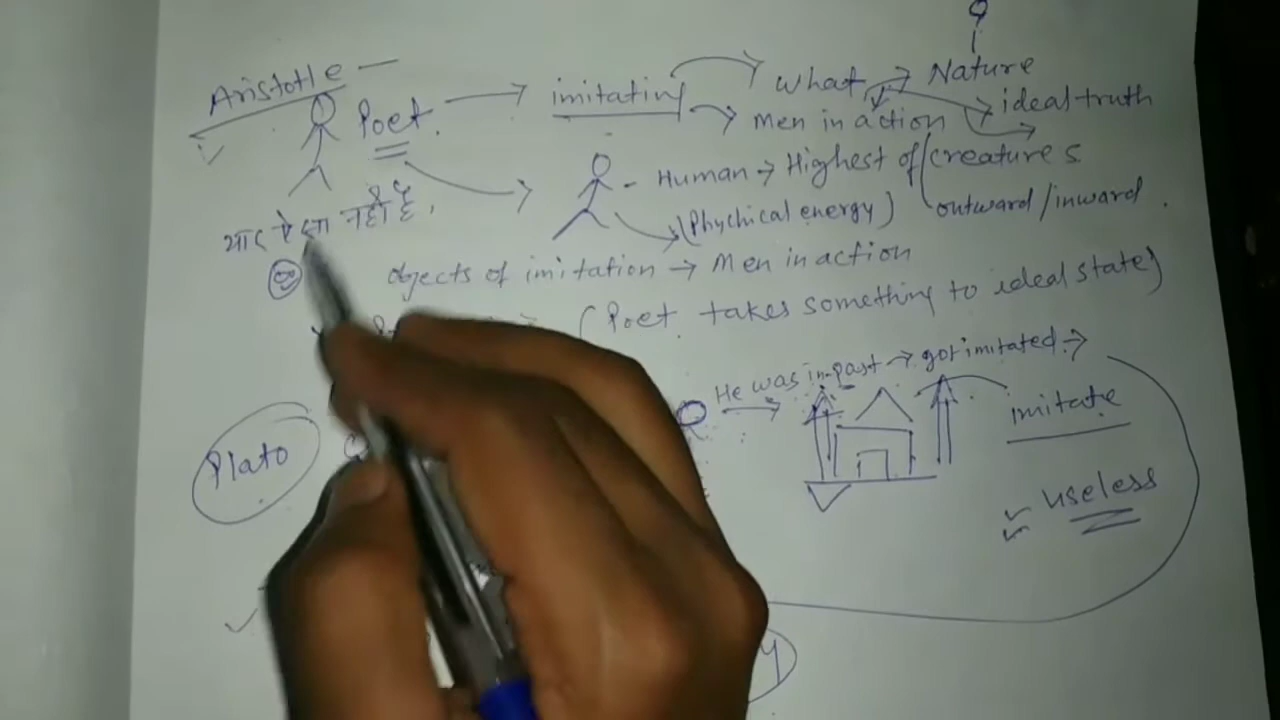 Aristotle —
Poet. → imitating → what → Nature
→ men in action → ideal truth
Human → Highest of creatures
(Phychical energy) outward / inward.
भाई ऐसा नहीं है,
objects of imitation → Men in action
(Poet takes something to ideal state)
He was in past → got imitated →
Plato
imitate
useless